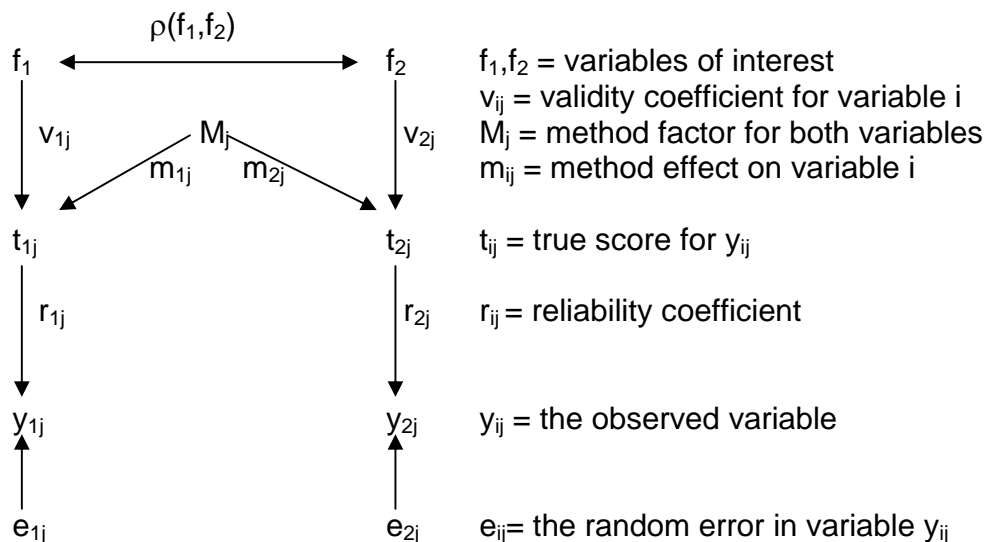 ρ(f₁,f₂)
f₁ f₂ f₁,f₂ = variables of interest
vᵢⱼ = validity coefficient for variable i
v₁ⱼ Mⱼ v₂ⱼ Mⱼ = method factor for both variables
m₁ⱼ m₂ⱼ mᵢⱼ = method effect on variable i
t₁ⱼ t₂ⱼ tᵢⱼ = true score for yᵢⱼ
r₁ⱼ r₂ⱼ rᵢⱼ = reliability coefficient
y₁ⱼ y₂ⱼ yᵢⱼ = the observed variable
e₁ⱼ e₂ⱼ eᵢⱼ= the random error in variable yᵢⱼ